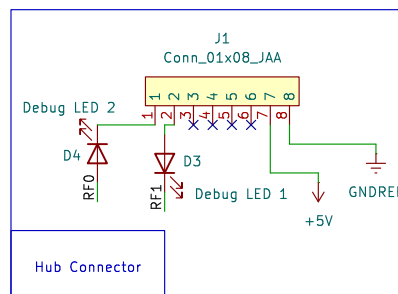 J1
Conn_01x08_JAA
1 2 3 4 5 6 7 8
1 2 3 4 5 6 7 8
Debug LED 2
D4
D3
RF0
RF1
Debug LED 1
GNDREF
+5V
Hub Connector